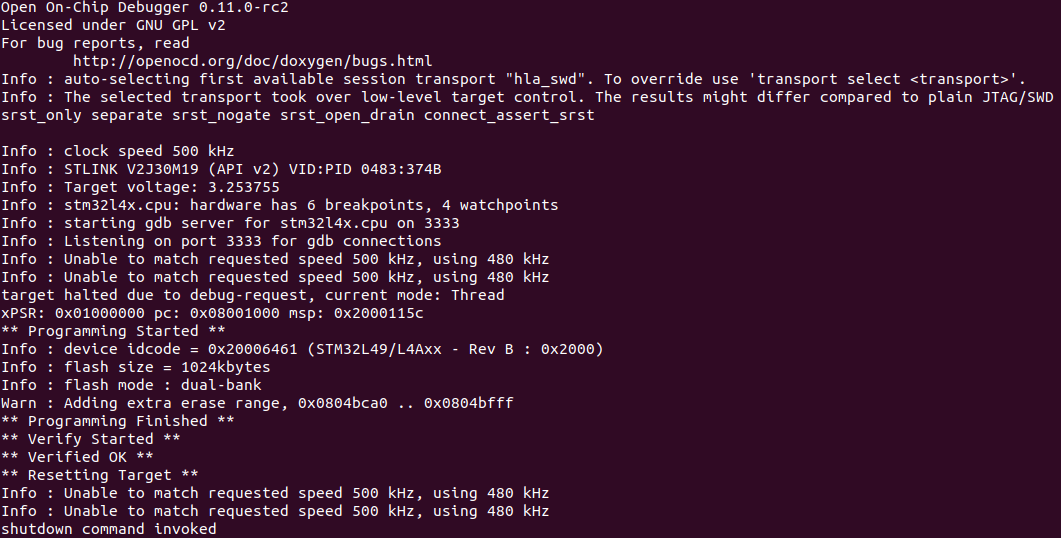 Open On-Chip Debugger 0.11.0-rc2
Licensed under GNU GPL v2
For bug reports, read
        http://openocd.org/doc/doxygen/bugs.html
Info : auto-selecting first available session transport "hla_swd". To override use 'transport select <transport>'.
Info : The selected transport took over low-level target control. The results might differ compared to plain JTAG/SWD
srst_only separate srst_nogate srst_open_drain connect_assert_srst

Info : clock speed 500 kHz
Info : STLINK V2J30M19 (API v2) VID:PID 0483:374B
Info : Target voltage: 3.253755
Info : stm32l4x.cpu: hardware has 6 breakpoints, 4 watchpoints
Info : starting gdb server for stm32l4x.cpu on 3333
Info : Listening on port 3333 for gdb connections
Info : Unable to match requested speed 500 kHz, using 480 kHz
Info : Unable to match requested speed 500 kHz, using 480 kHz
target halted due to debug-request, current mode: Thread
xPSR: 0x01000000 pc: 0x08001000 msp: 0x2000115c
** Programming Started **
Info : device idcode = 0x20006461 (STM32L49/L4Axx - Rev B : 0x2000)
Info : flash size = 1024kbytes
Info : flash mode : dual-bank
Warn : Adding extra erase range, 0x0804bca0 .. 0x0804bfff
** Programming Finished **
** Verify Started **
** Verified OK **
** Resetting Target **
Info : Unable to match requested speed 500 kHz, using 480 kHz
Info : Unable to match requested speed 500 kHz, using 480 kHz
shutdown command invoked